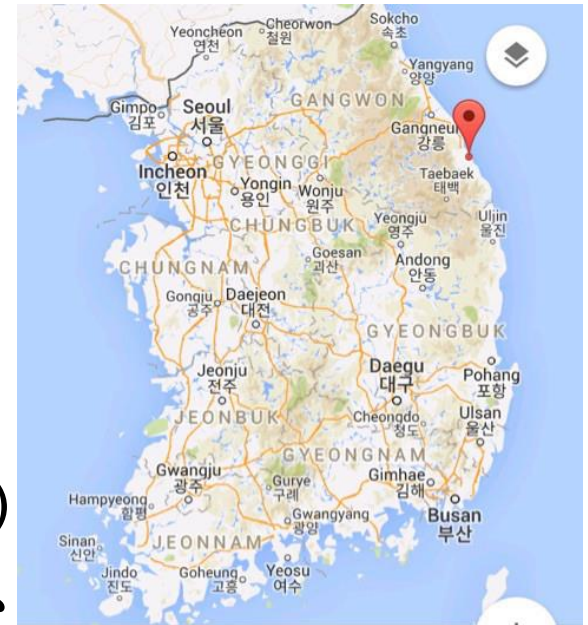 Sokcho
속초
Cheorwon
철원
Yeoncheon
연천
Yangyang
양양
GANGWON
Gimpo
김포
Seoul
서울
Gangneu
강릉
GYEONGGI
Incheon
인천
Yongin
용인
Wonju
원주
Taebaek
태백
CHUNGBUK
Yeongju
영주
Uljin
울진
Goesan
괴산
Andong
안동
CHUNGNAM
Gongju
공주
Daejeon
대전
GYEONGBUK
Jeonju
전주
Daegu
대구
Pohang
포항
JEONBUK
Cheongdo
청도
Ulsan
울산
GYEONGNAM
Gwangju
광주
Gurye
구례
Gimhae
김해
Hampyeong
함평
Gwangyang
광양
Busan
부산
Sinan
신안
JEONNAM
Jindo
진도
Goheung
고흥
Yeosu
여수
)